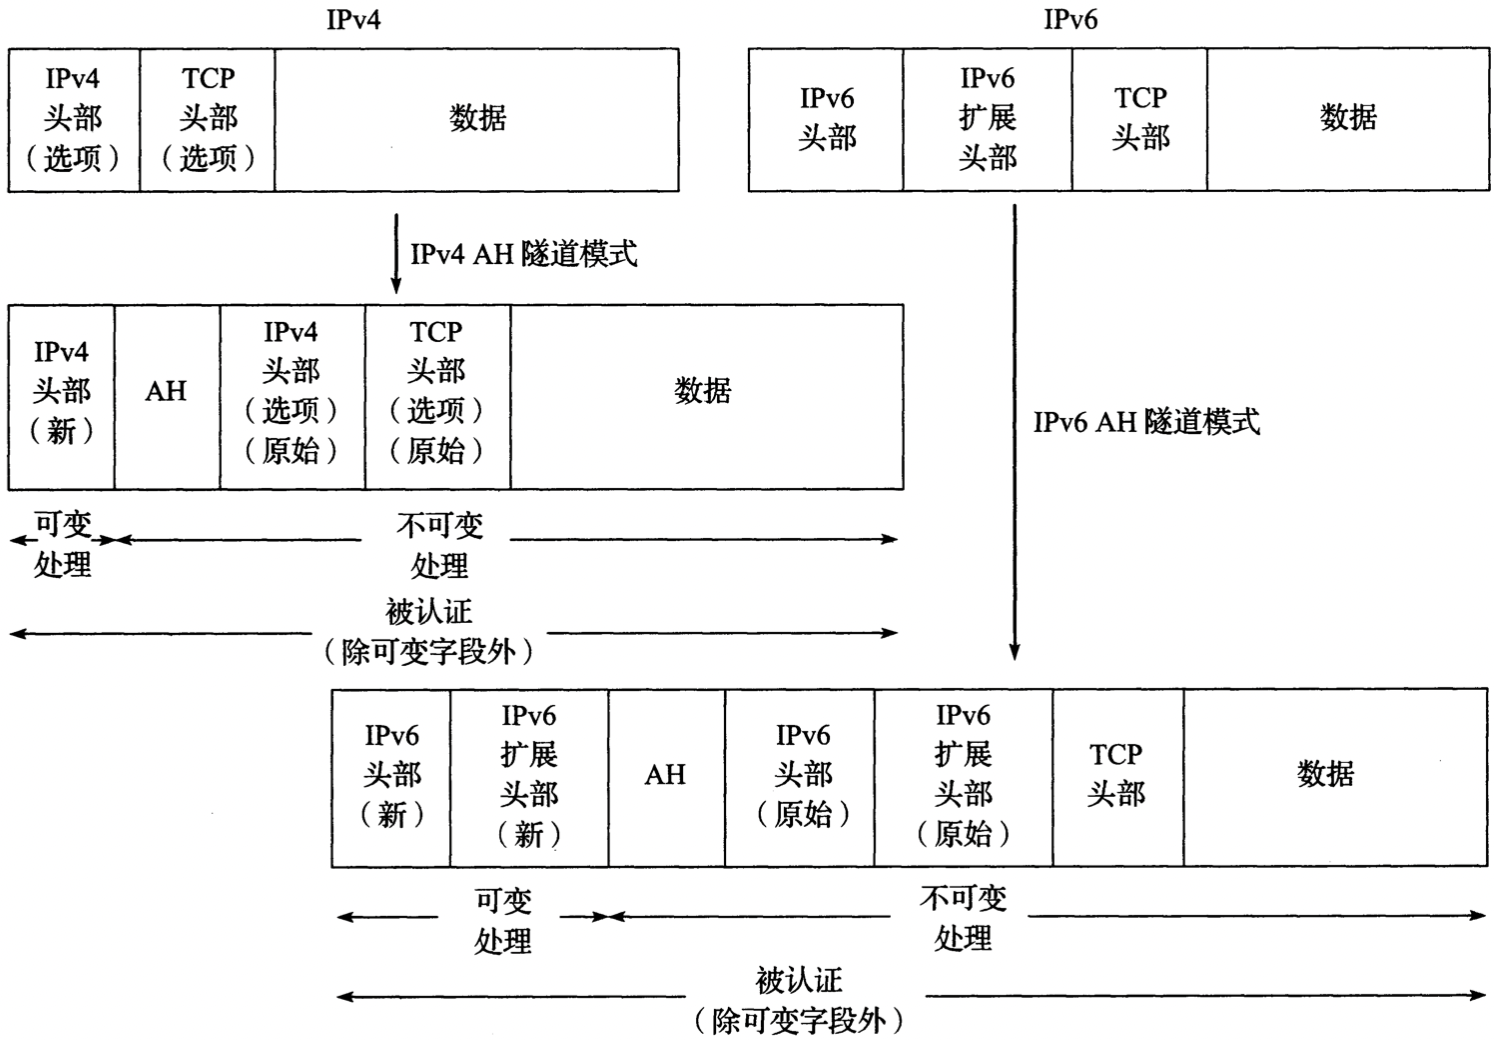 IPv4
IPv6
IPv4
头部
（选项）
TCP
头部
（选项）
数据
IPv6
头部
IPv6
扩展
头部
TCP
头部
数据
IPv4 AH 隧道模式
IPv4
头部
（新）
AH
IPv4
头部
（选项）
（原始）
TCP
头部
（选项）
（原始）
数据
IPv6 AH 隧道模式
可变
处理
不可变
处理
被认证
（除可变字段外）
IPv6
头部
（新）
IPv6
扩展
头部
（新）
AH
IPv6
头部
（原始）
IPv6
扩展
头部
（原始）
TCP
头部
数据
可变
处理
不可变
处理
被认证
（除可变字段外）